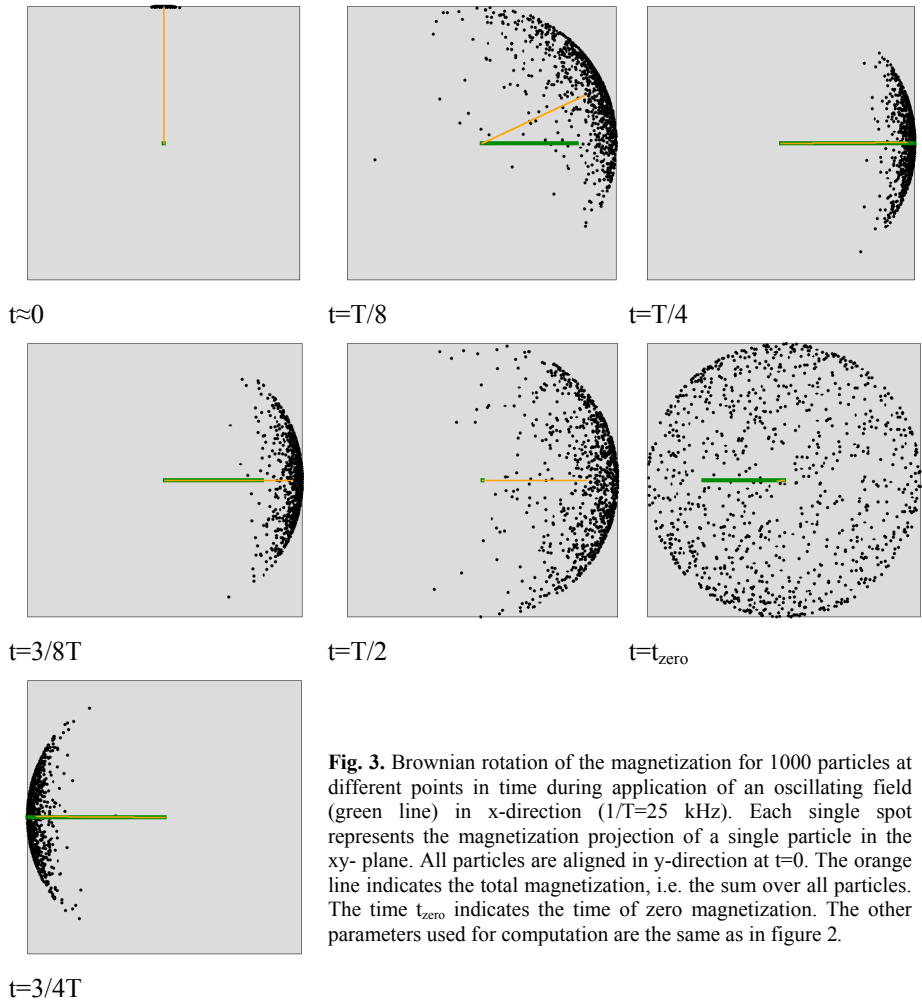 t≈0
t=T/8
t=T/4
t=3/8T
t=T/2
t=t_zero
t=3/4T
Fig. 3. Brownian rotation of the magnetization for 1000 particles at
different points in time during application of an oscillating field
(green line) in x-direction (1/T=25 kHz). Each single spot
represents the magnetization projection of a single particle in the
xy- plane. All particles are aligned in y-direction at t=0. The orange
line indicates the total magnetization, i.e. the sum over all particles.
The time t_zero indicates the time of zero magnetization. The other
parameters used for computation are the same as in figure 2.